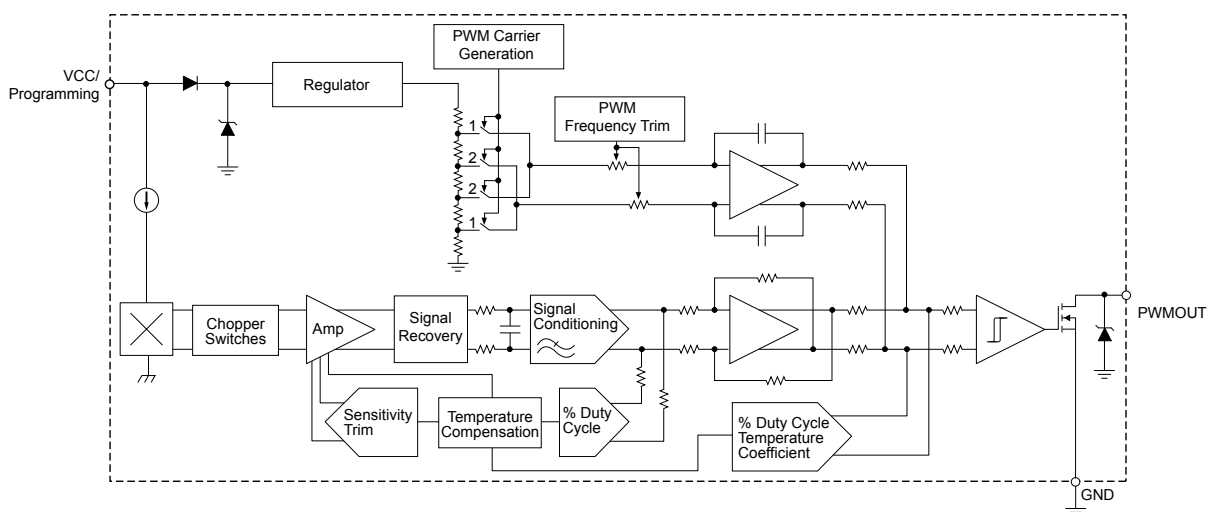 PWM Carrier
Generation
VCC/
Programming
Regulator
PWM
Frequency Trim
1
2
2
1
Chopper
Switches
Amp
Signal
Recovery
Signal
Conditioning
PWMOUT
Sensitivity
Trim
Temperature
Compensation
% Duty
Cycle
% Duty Cycle
Temperature
Coefficient
GND